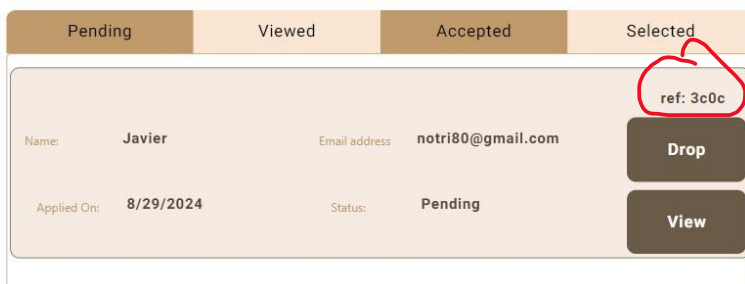 Pending Viewed Accepted Selected
ref: 3c0c
Name: Javier Email address notri80@gmail.com Drop
Applied On: 8/29/2024 Status: Pending View